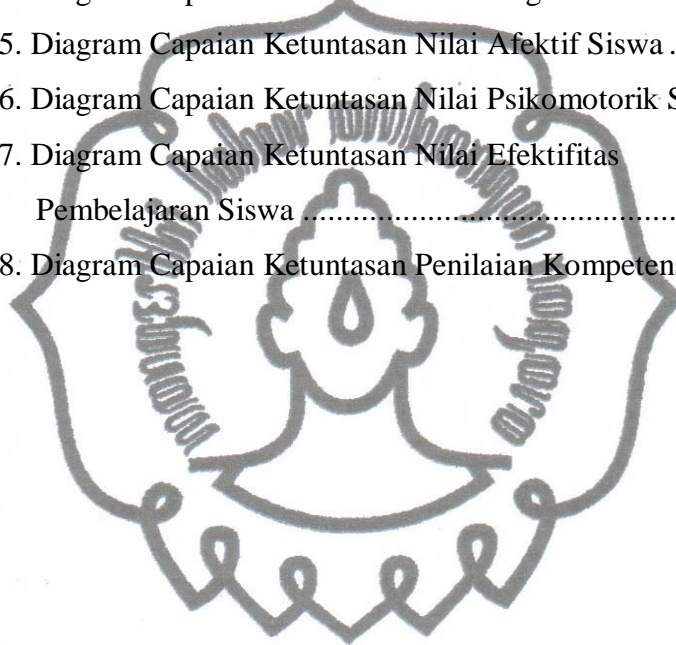 5. Diagram Capaian Ketuntasan Nilai Afektif Siswa .
6. Diagram Capaian Ketuntasan Nilai Psikomotorik S
7. Diagram Capaian Ketuntasan Nilai Efektifitas
Pembelajaran Siswa ........................................
8. Diagram Capaian Ketuntasan Penilaian Kompetens